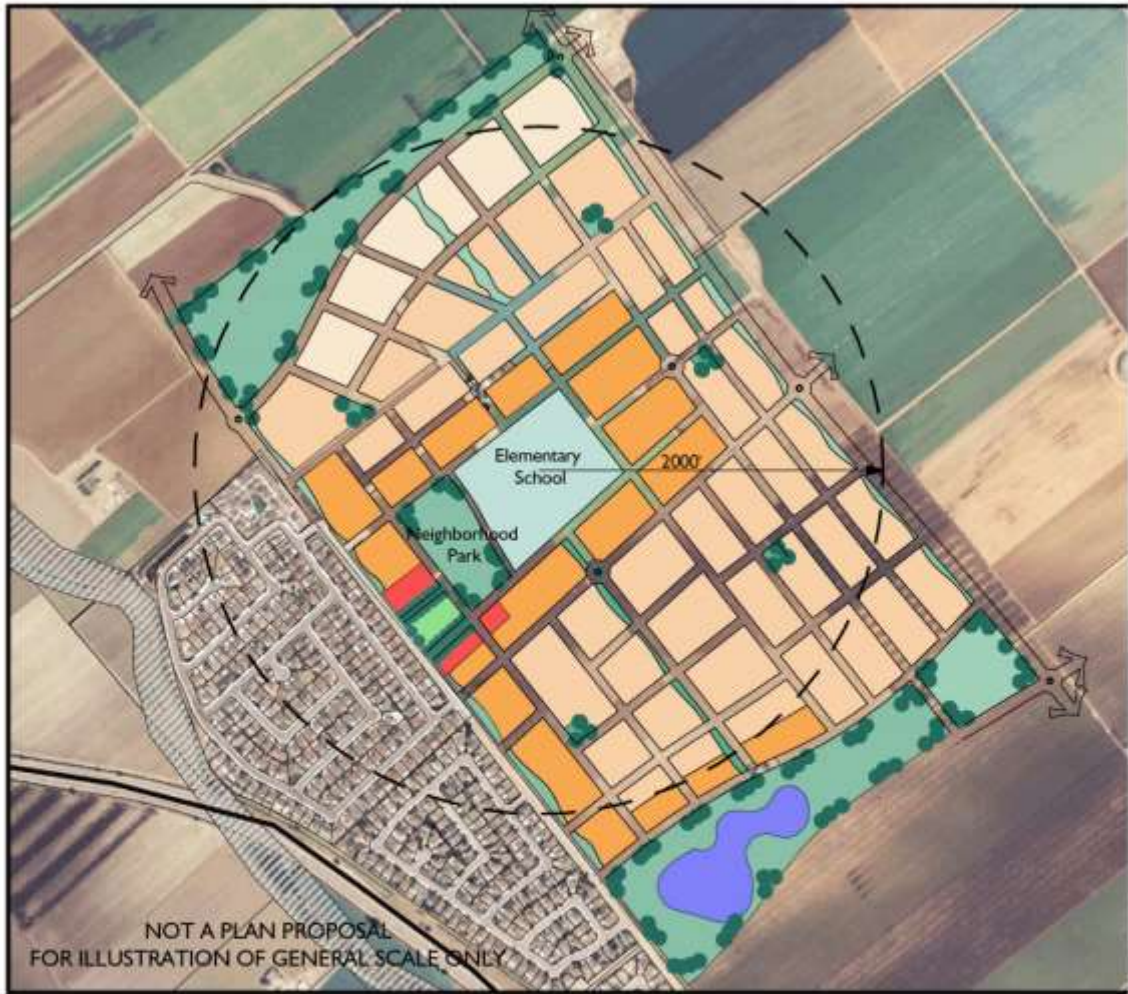 Elementary
School
2000'
Neighborhood
Park
NOT A PLAN PROPOSAL
FOR ILLUSTRATION OF GENERAL SCALE ONLY